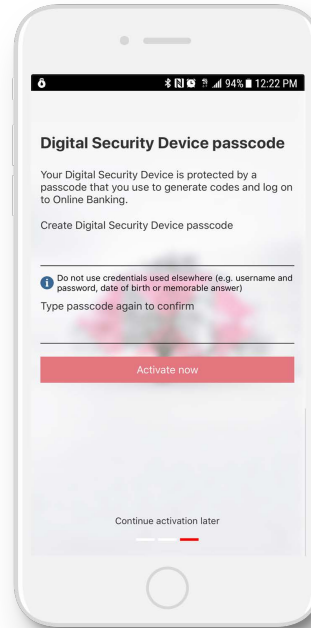 94% 12:22 PM
Digital Security Device passcode
Your Digital Security Device is protected by a
passcode that you use to generate codes and log on
to Online Banking.
Create Digital Security Device passcode
Do not use credentials used elsewhere (e.g. username and
password, date of birth or memorable answer)
Type passcode again to confirm
Activate now
Continue activation later